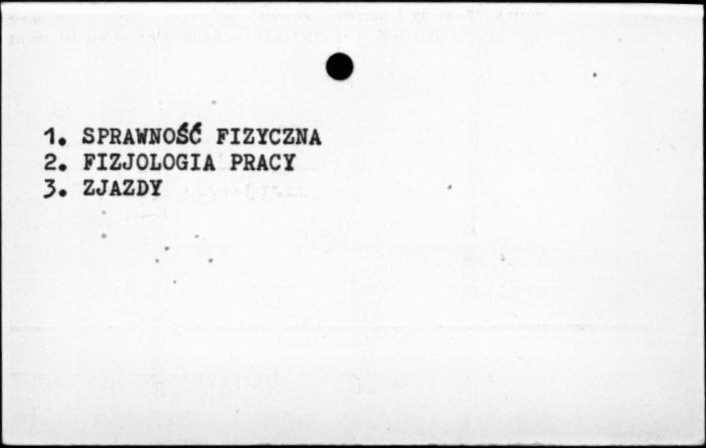 1. SPRAWNOŚĆ FIZYCZNA
2. FIZJOLOGIA PRACY
3. ZJAZDY